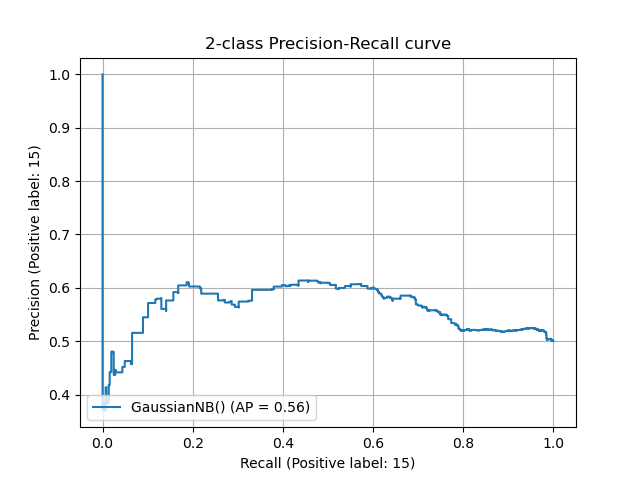 2-class Precision-Recall curve
1.0
0.9
0.8
0.7
0.6
0.5
0.4
Precision (Positive label: 15)
GaussianNB() (AP = 0.56)
0.0 0.2 0.4 0.6 0.8 1.0
Recall (Positive label: 15)